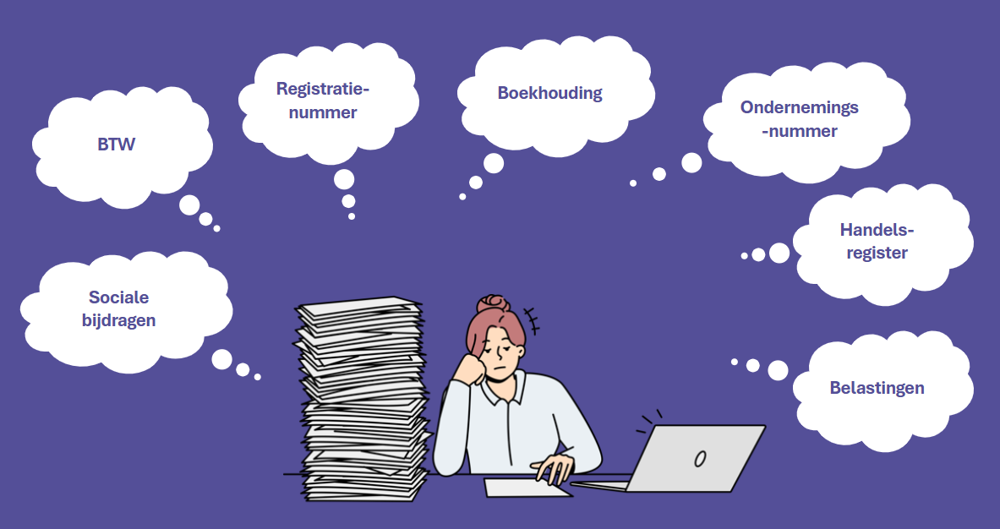 BTW
Registratie-
nummer
Boekhouding
Ondernemings
-nummer
Handels-
register
Sociale
bijdragen
Belastingen